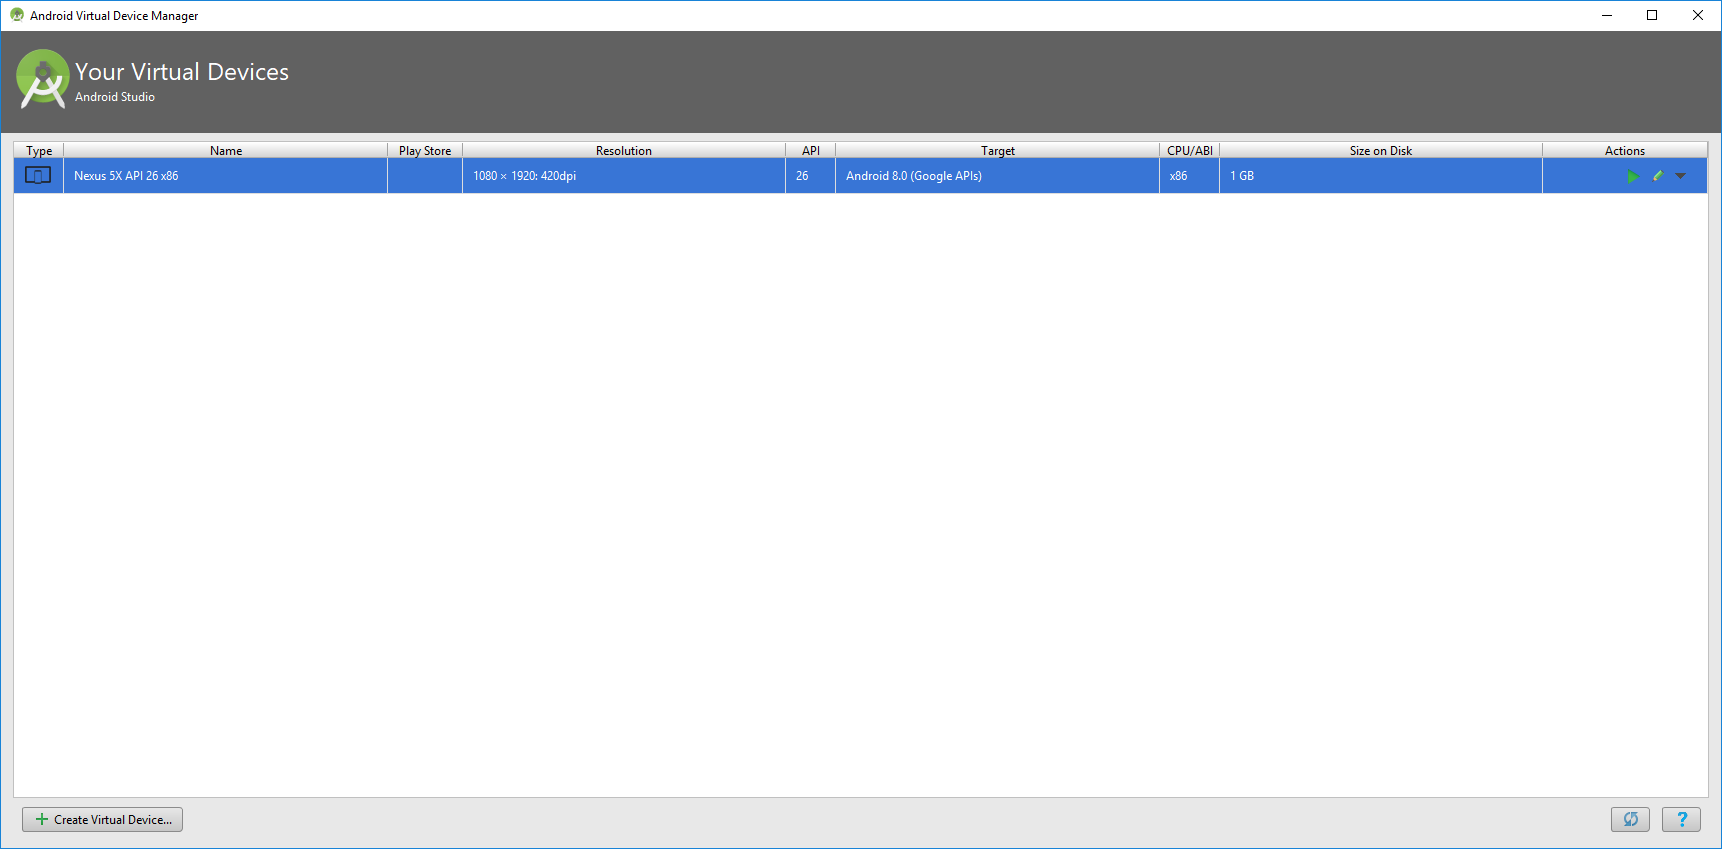 Android Virtual Device Manager
Your Virtual Devices
Android Studio
Type Name Play Store Resolution API Target CPU/ABI Size on Disk Actions
Nexus 5X API 26 x86 1080 × 1920: 420dpi 26 Android 8.0 (Google APIs) x86 1 GB
Create Virtual Device... ?